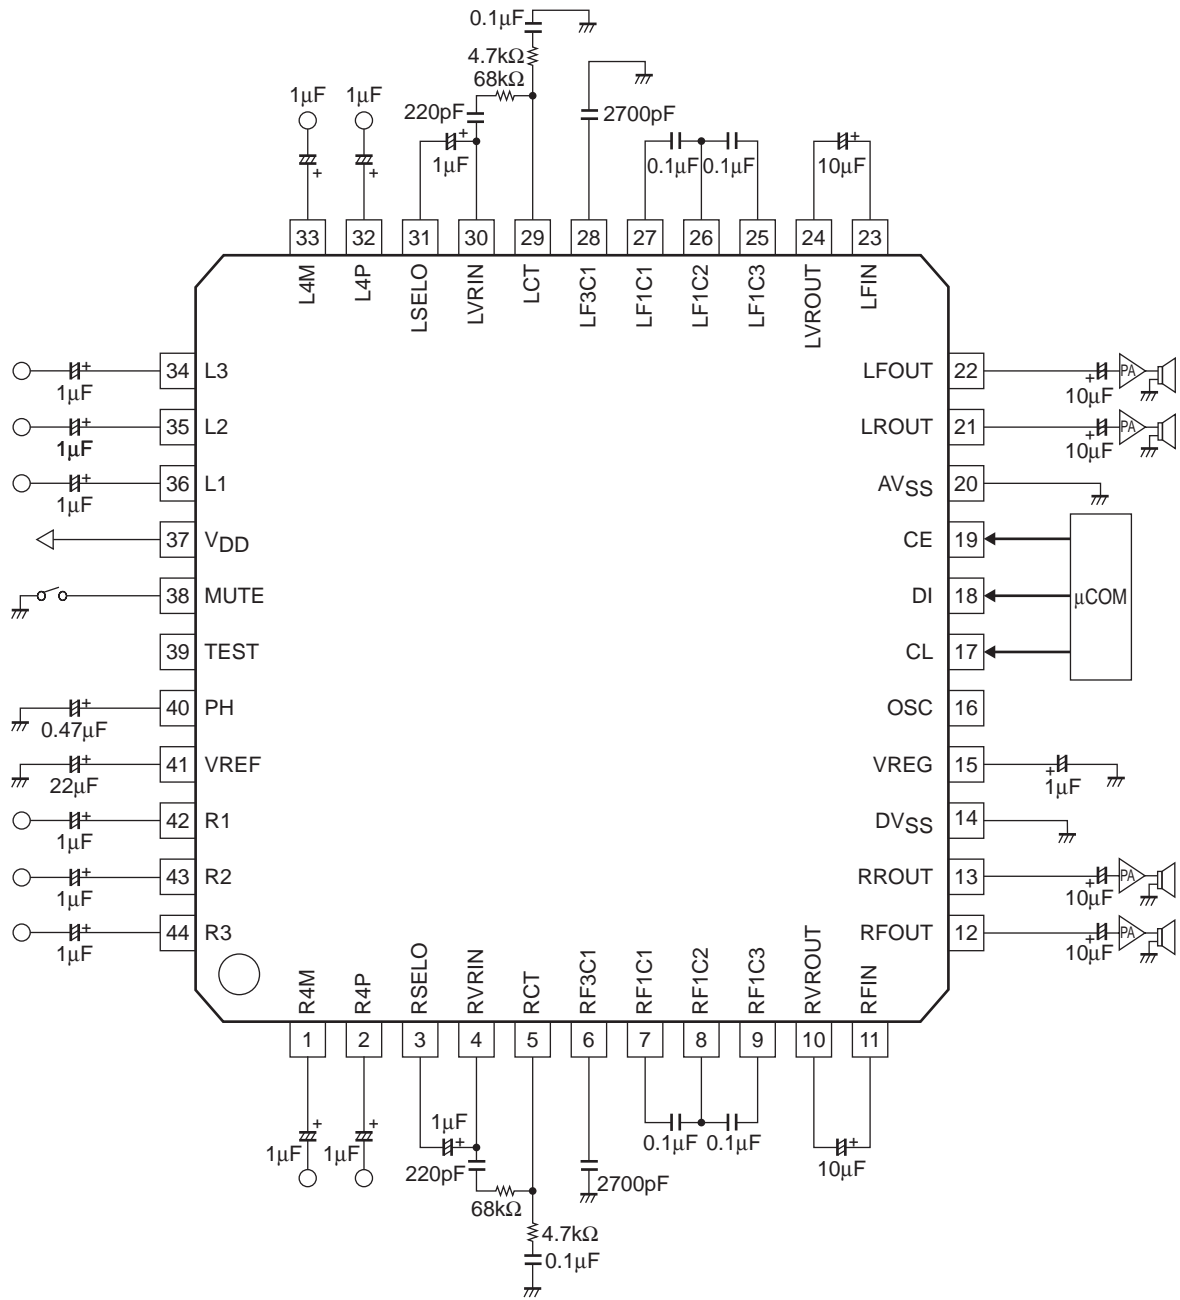 0.1μF
4.7kΩ
68kΩ
1μF 1μF
220pF
2700pF
1μF
0.1μF 0.1μF
10μF
33 32 31 30 29 28 27 26 25 24 23
L4M L4P LSELO LVRIN LCT LF3C1 LF1C1 LF1C2 LF1C3 LVROUT LFIN
34 L3
1μF
LFOUT 22
PA
10μF
35 L2
1μF
LROUT 21
PA
10μF
36 L1
1μF
AVSS 20
37 VDD
CE 19
38 MUTE
DI 18
μCOM
39 TEST
CL 17
40 PH
0.47μF
OSC 16
41 VREF
22μF
VREG 15
1μF
42 R1
1μF
DVSS 14
43 R2
1μF
RROUT 13
PA
10μF
44 R3
1μF
RFOUT 12
PA
10μF
R4M R4P RSELO RVRIN RCT RF3C1 RF1C1 RF1C2 RF1C3 RVROUT RFIN
1 2 3 4 5 6 7 8 9 10 11
1μF
1μF 1μF
0.1μF 0.1μF
10μF
220pF
2700pF
68kΩ
4.7kΩ
0.1μF